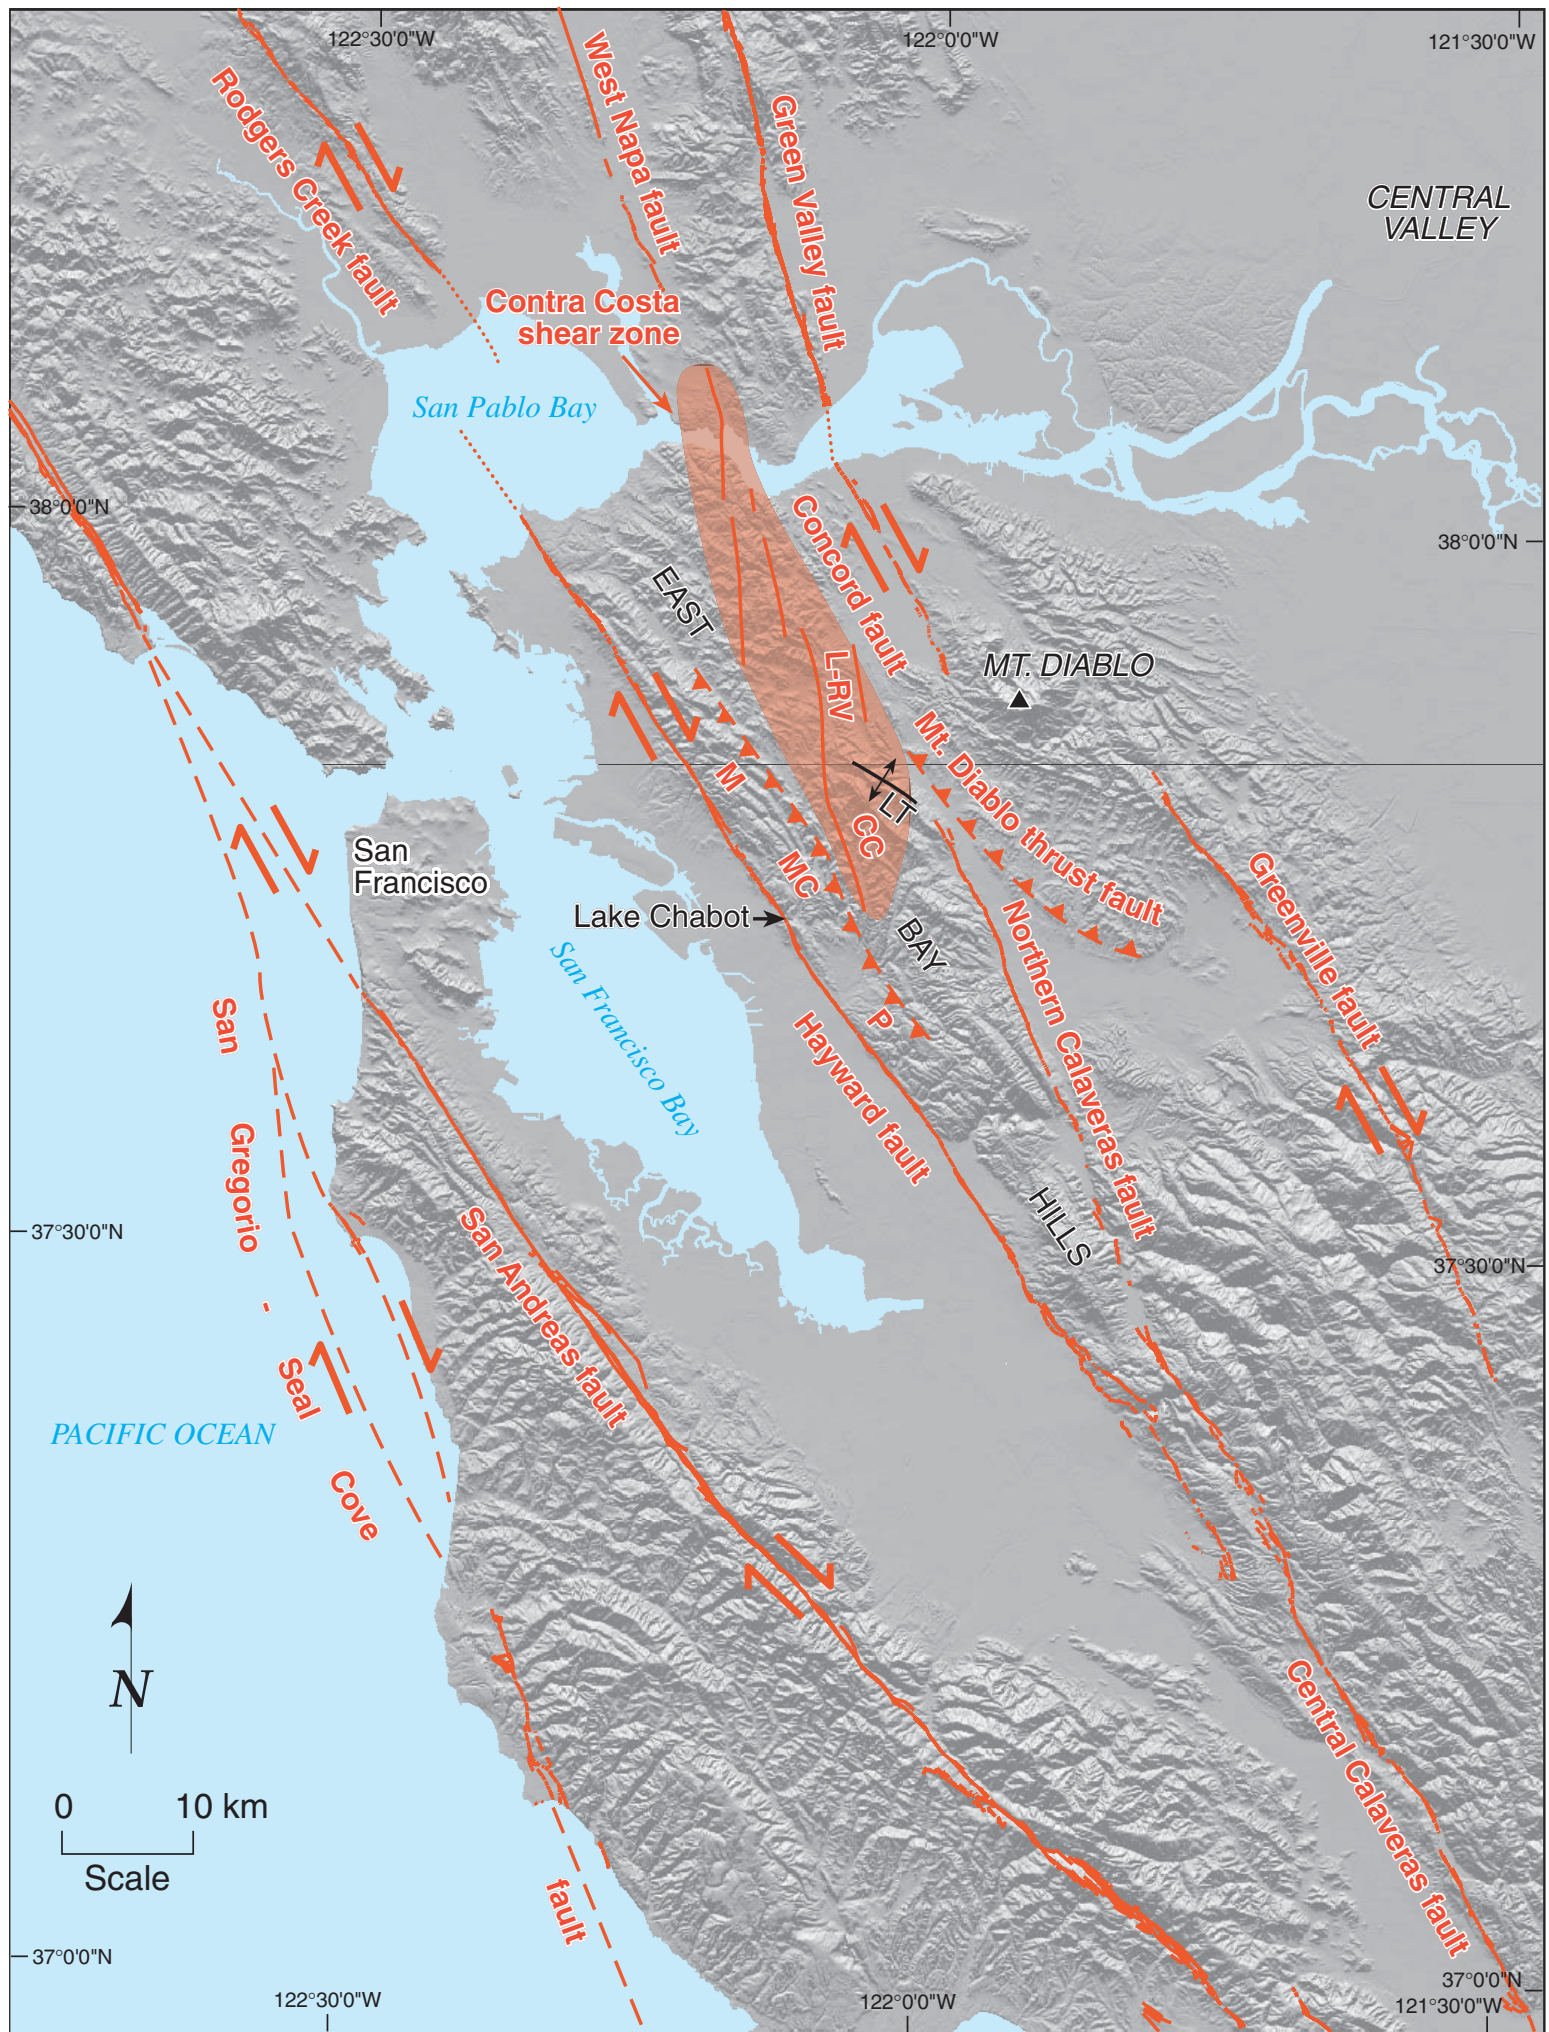 122°30'0"W
122°0'0"W
121°30'0"W
Rodgers Creek fault
West Napa fault
Green Valley fault
CENTRAL
VALLEY
Contra Costa
shear zone
San Pablo Bay
38°0'0"N
38°0'0"N
Concord fault
EAST
L-RV
MT. DIABLO
Mt. Diablo thrust fault
M
LT
CC
MC
San
Francisco
Lake Chabot
BAY
Greenville fault
Northern Calaveras fault
San Francisco Bay
P
Hayward fault
San
Gregorio
-
Seal
Cove
fault
HILLS
37°30'0"N
37°30'0"N
San Andreas fault
PACIFIC OCEAN
N
0 10 km
Scale
Central Calaveras fault
37°0'0"N
37°0'0"N
122°30'0"W
122°0'0"W
121°30'0"W